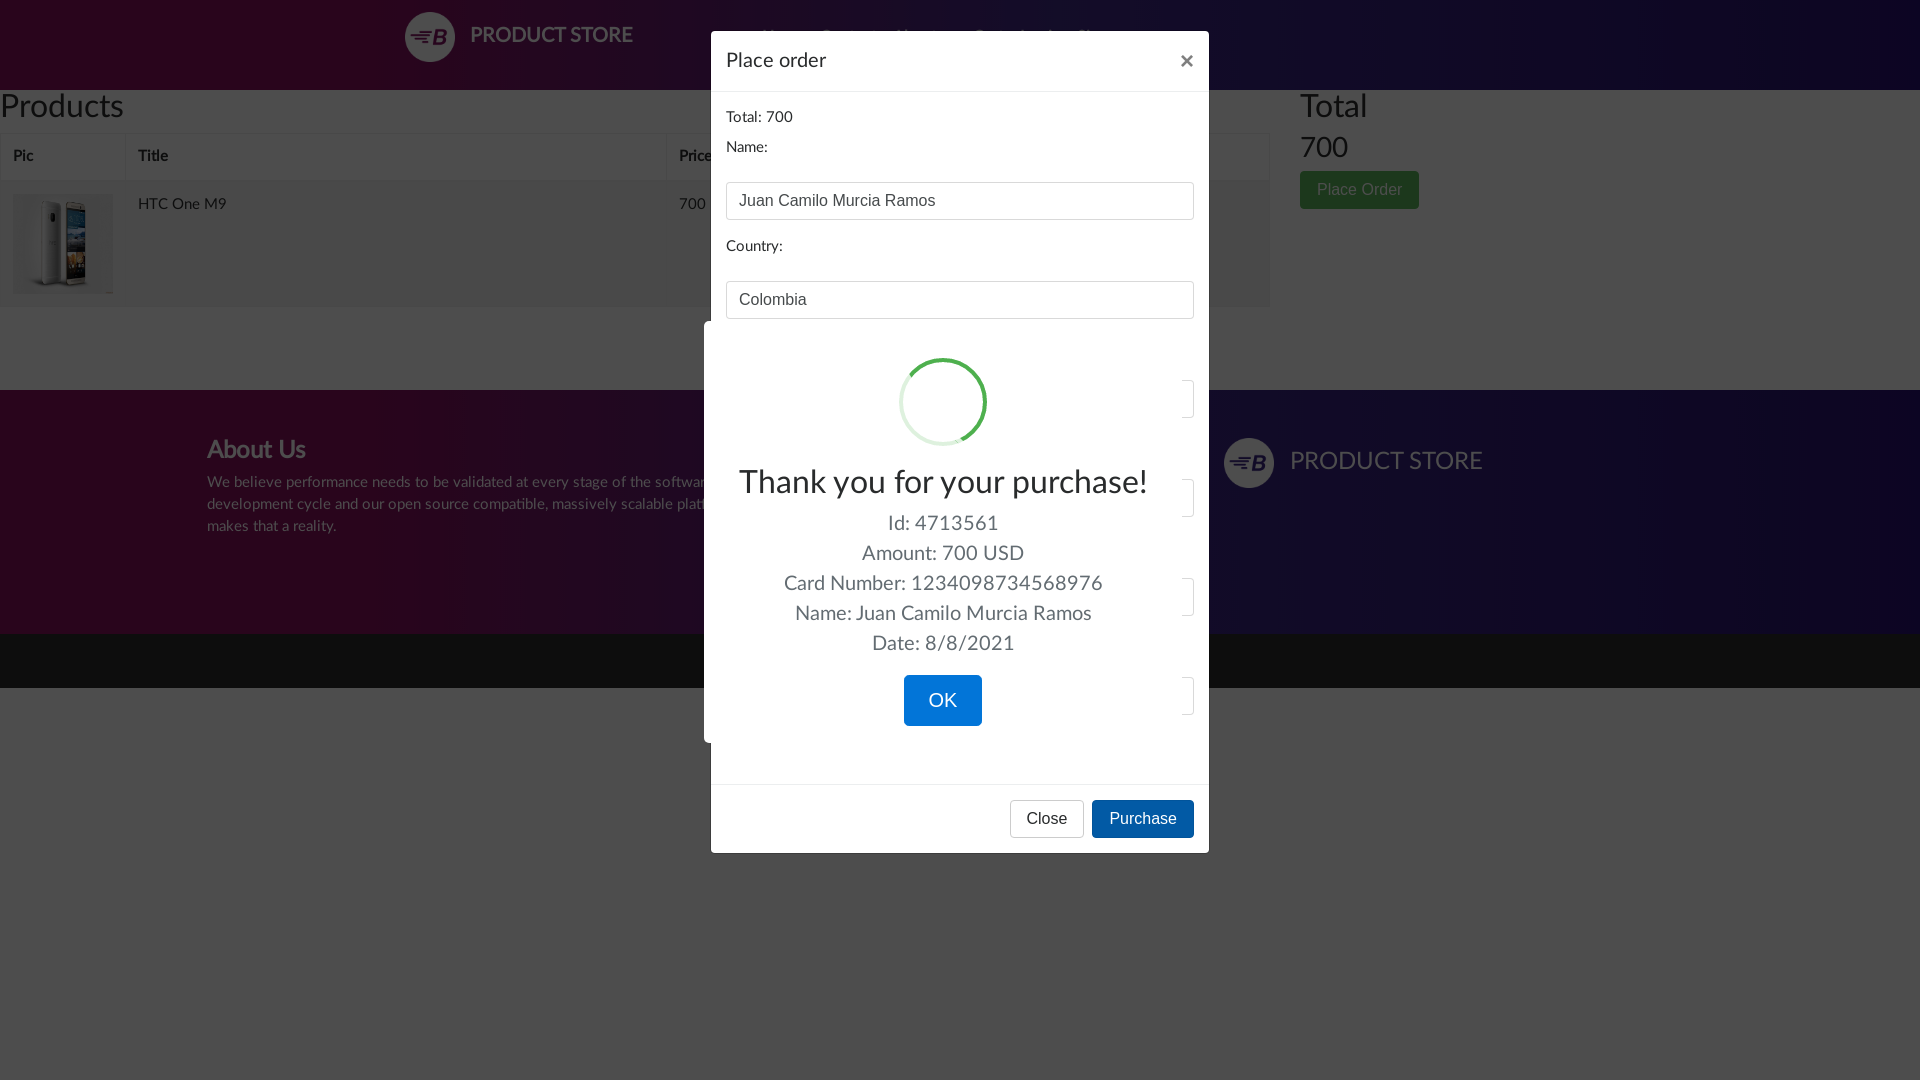 PRODUCT STORE
Place order
×
Products
Total
Total: 700
700
Name:
Pic
Title
Price
Place Order
HTC One M9
700
Juan Camilo Murcia Ramos
Country:
Colombia
Thank you for your purchase!
Id: 4713561
Amount: 700 USD
Card Number: 1234098734568976
Name: Juan Camilo Murcia Ramos
Date: 8/8/2021
OK
About Us
We believe performance needs to be validated at every stage of the
development cycle and our open source compatible, massively scalable
makes that a reality.
PRODUCT STORE
Close
Purchase